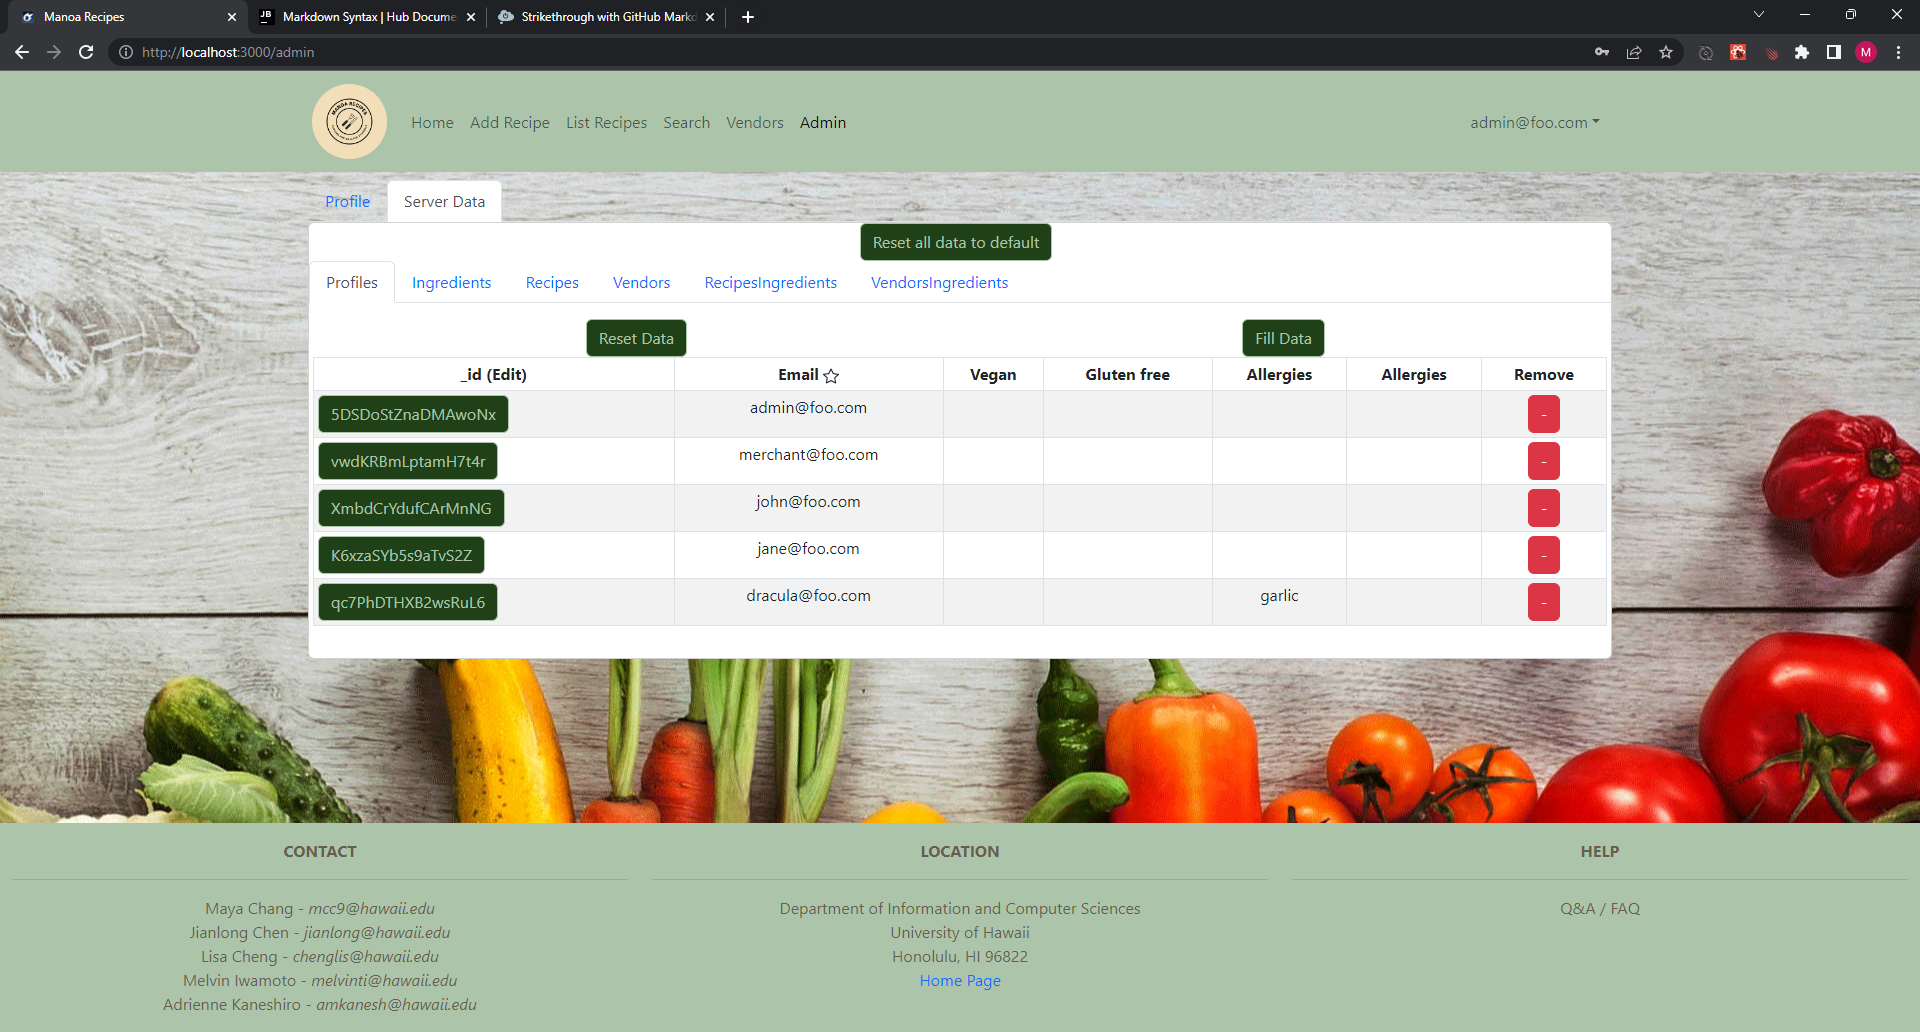 Manoa Recipes
Markdown Syntax | Hub Docume
Strikethrough with GitHub Markd
http://localhost:3000/admin
M
MANOA RECIPES
Home Add Recipe List Recipes Search Vendors Admin
admin@foo.com
Profile Server Data
Reset all data to default
Profiles Ingredients Recipes Vendors RecipesIngredients VendorsIngredients
Reset Data Fill Data
_id (Edit) Email Vegan Gluten free Allergies Allergies Remove
5DSDoStZnaDMAwoNx admin@foo.com -
vwdKRBmLptamH7t4r merchant@foo.com -
XmbdCrYdufCArMnNG john@foo.com -
K6xzaSYb5s9aTvS2Z jane@foo.com -
qc7PhDTHXB2wsRuL6 dracula@foo.com garlic -
CONTACT
Maya Chang - mcc9@hawaii.edu
Jianlong Chen - jianlong@hawaii.edu
Lisa Cheng - chenglis@hawaii.edu
Melvin Iwamoto - melvinti@hawaii.edu
Adrienne Kaneshiro - amkanesh@hawaii.edu
LOCATION
Department of Information and Computer Sciences
University of Hawaii
Honolulu, HI 96822
Home Page
HELP
Q&A / FAQ